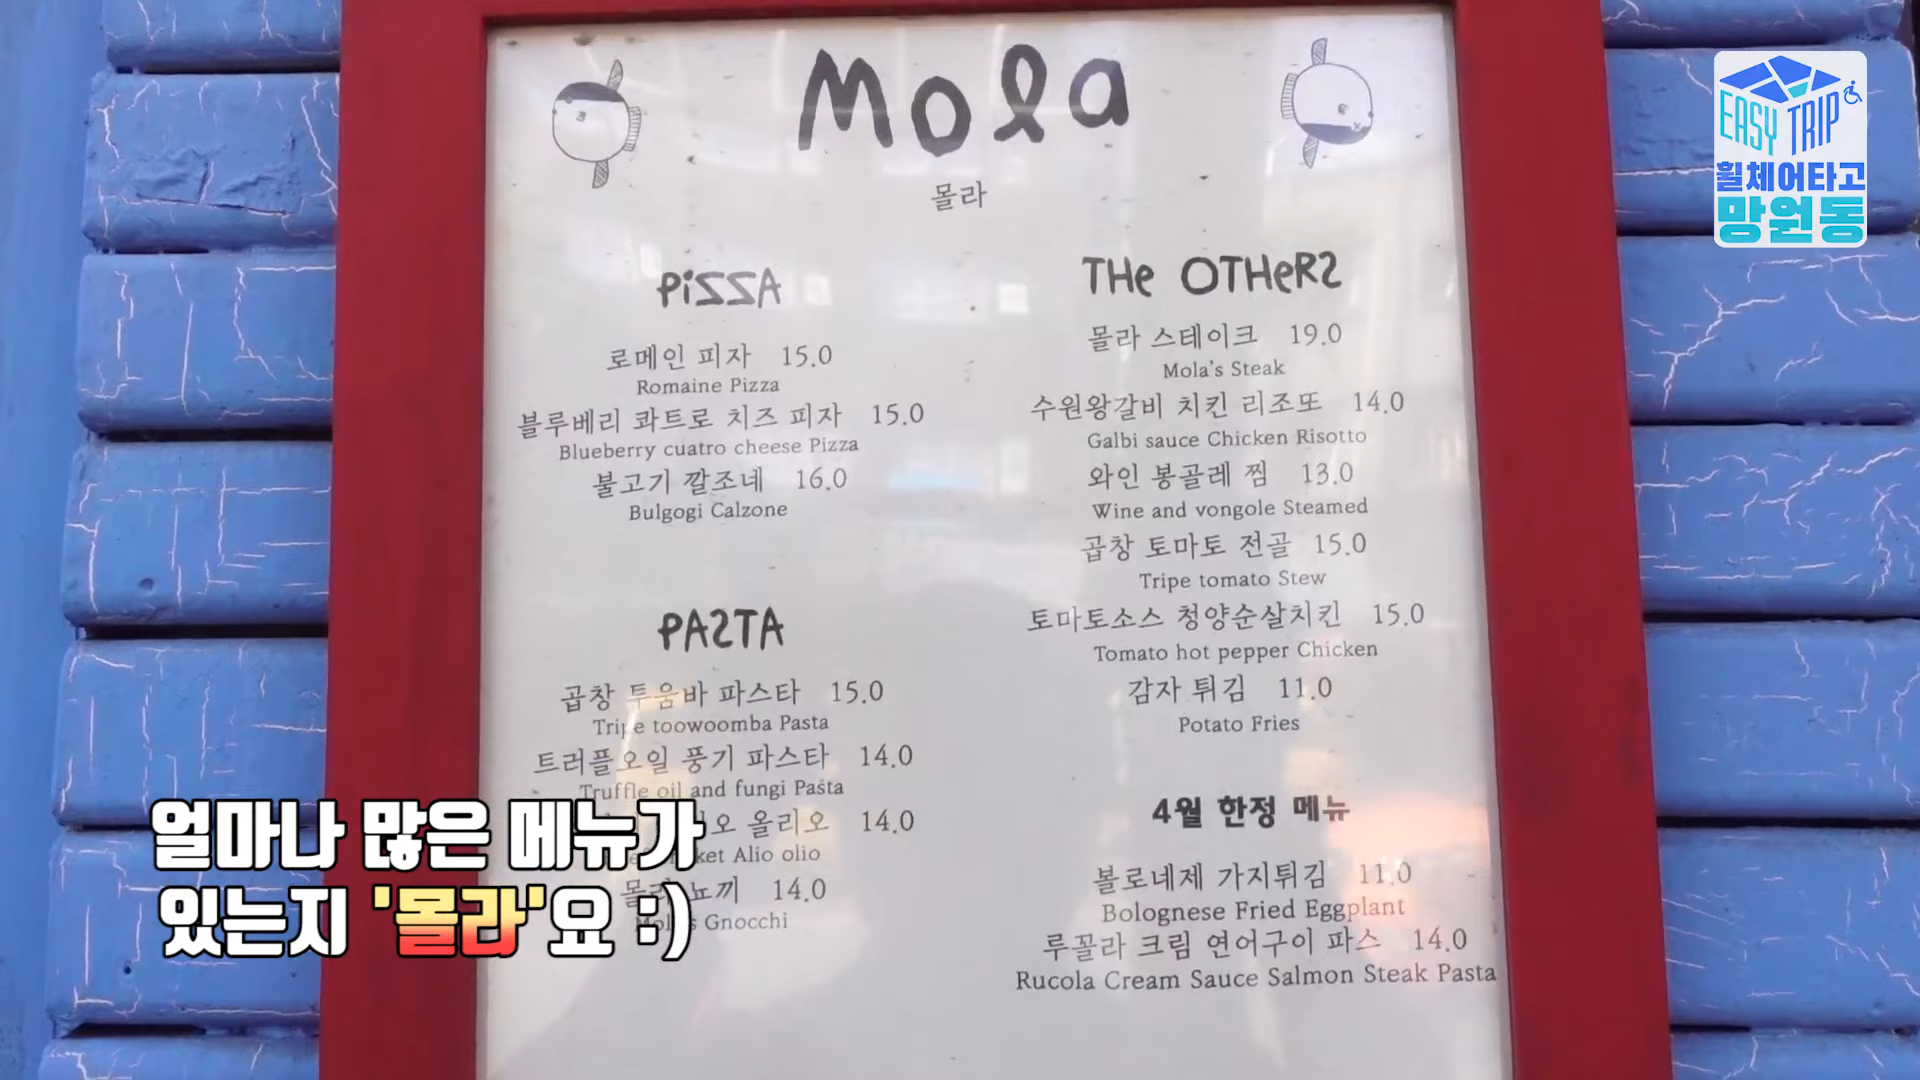 Mola
몰라
PiZZA
로메인 피자 15.0
Romaine Pizza
블루베리 콰트로 치즈 피자 15.0
Blueberry cuatro cheese Pizza
불고기 깔조네 16.0
Bulgogi Calzone
PASTA
곱창 투움바 파스타 15.0
Tripe toowoomba Pasta
트러플오일 풍기 파스타 14.0
Truffle oil and fungi Pasta
올리오 14.0
Alio olio
몰라 뇨끼 14.0
Gnocchi
THe OTHeRS
몰라 스테이크 19.0
Mola's Steak
수원왕갈비 치킨 리조또 14.0
Galbi sauce Chicken Risotto
와인 봉골레 찜 13.0
Wine and vongole Steamed
곱창 토마토 전골 15.0
Tripe tomato Stew
토마토소스 청양순살치킨 15.0
Tomato hot pepper Chicken
감자 튀김 11.0
Potato Fries
4월 한정 메뉴
볼로네제 가지튀김 11.0
Bolognese Fried Eggplant
루꼴라 크림 연어구이 파스 14.0
Rucola Cream Sauce Salmon Steak Pasta
EASY TRIP
휠체어타고
망원동
얼마나 많은 메뉴가
있는지 '몰라'요 :)